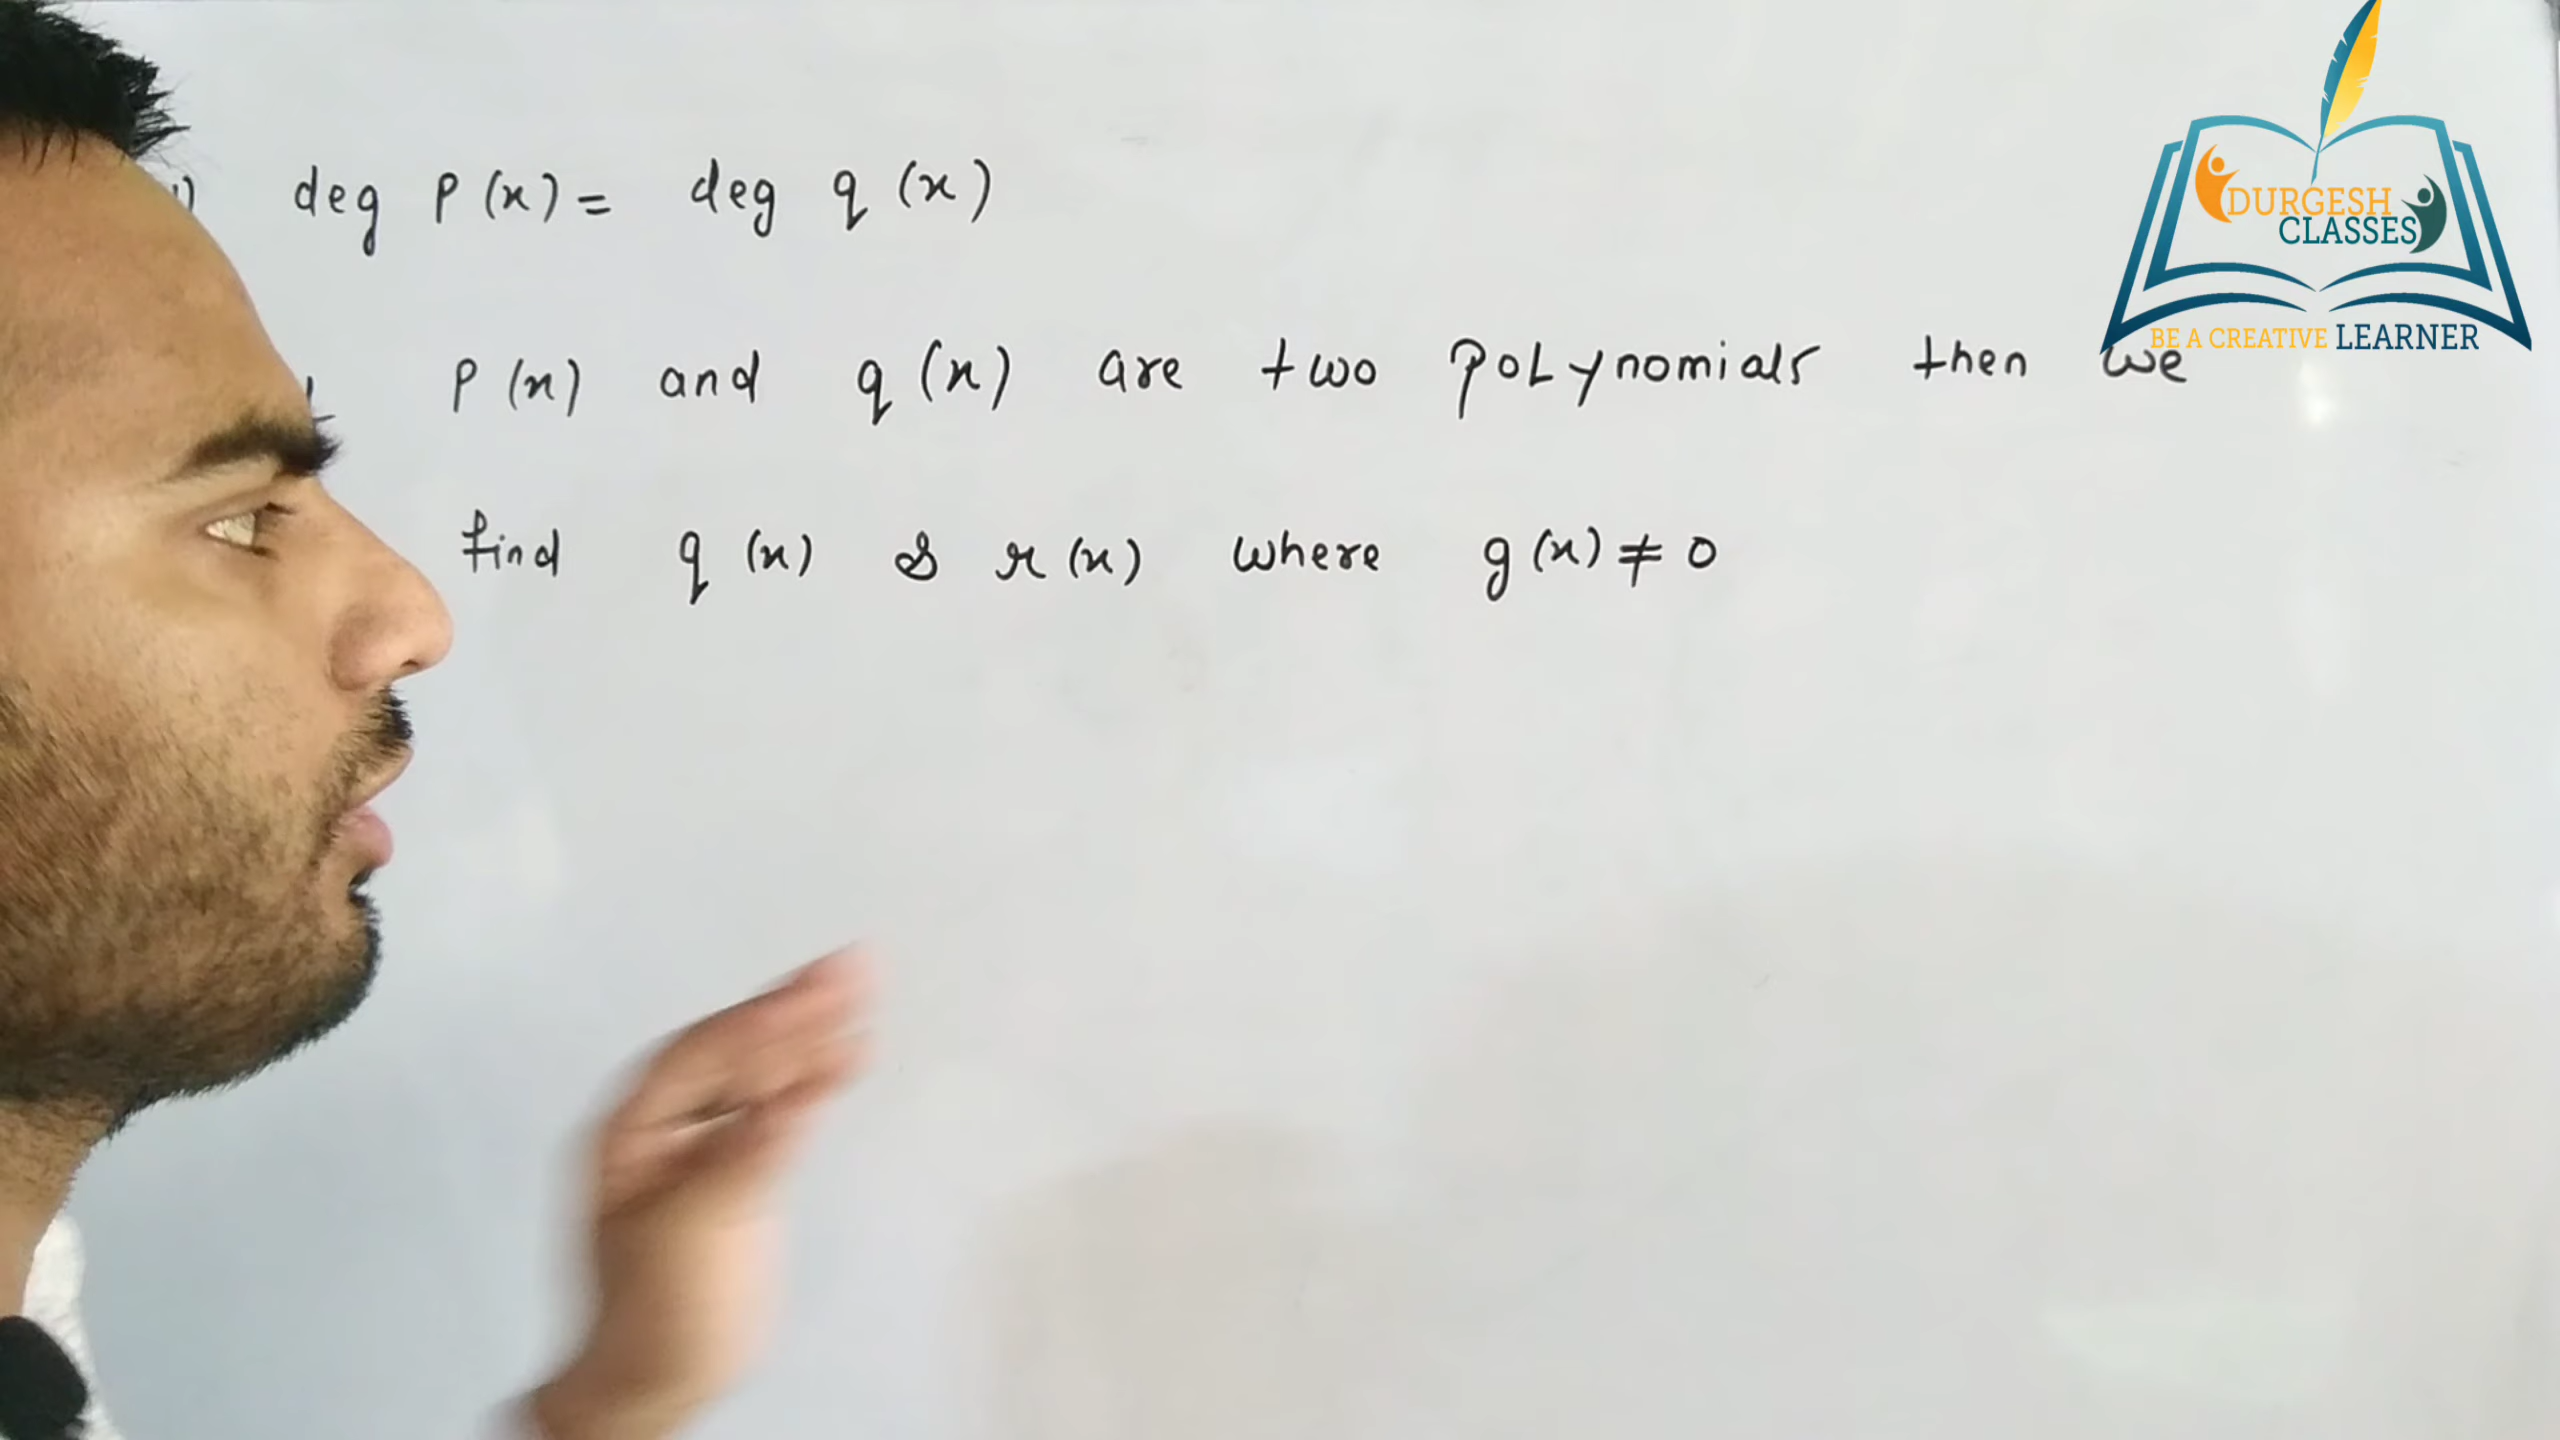 deg P(x) = deg q(x)
P(x) and q(x) are two polynomials then we
find q(x) & r(x) where g(x) ≠ 0
DURGESH
CLASSES
BE A CREATIVE LEARNER